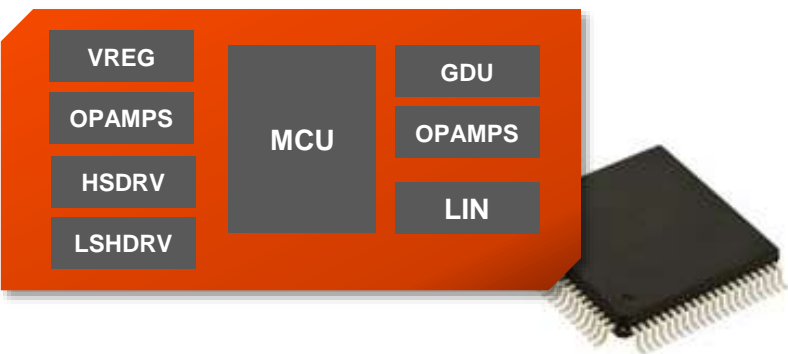 VREG
OPAMPS
HSDRV
LSHDRV
MCU
GDU
OPAMPS
LIN